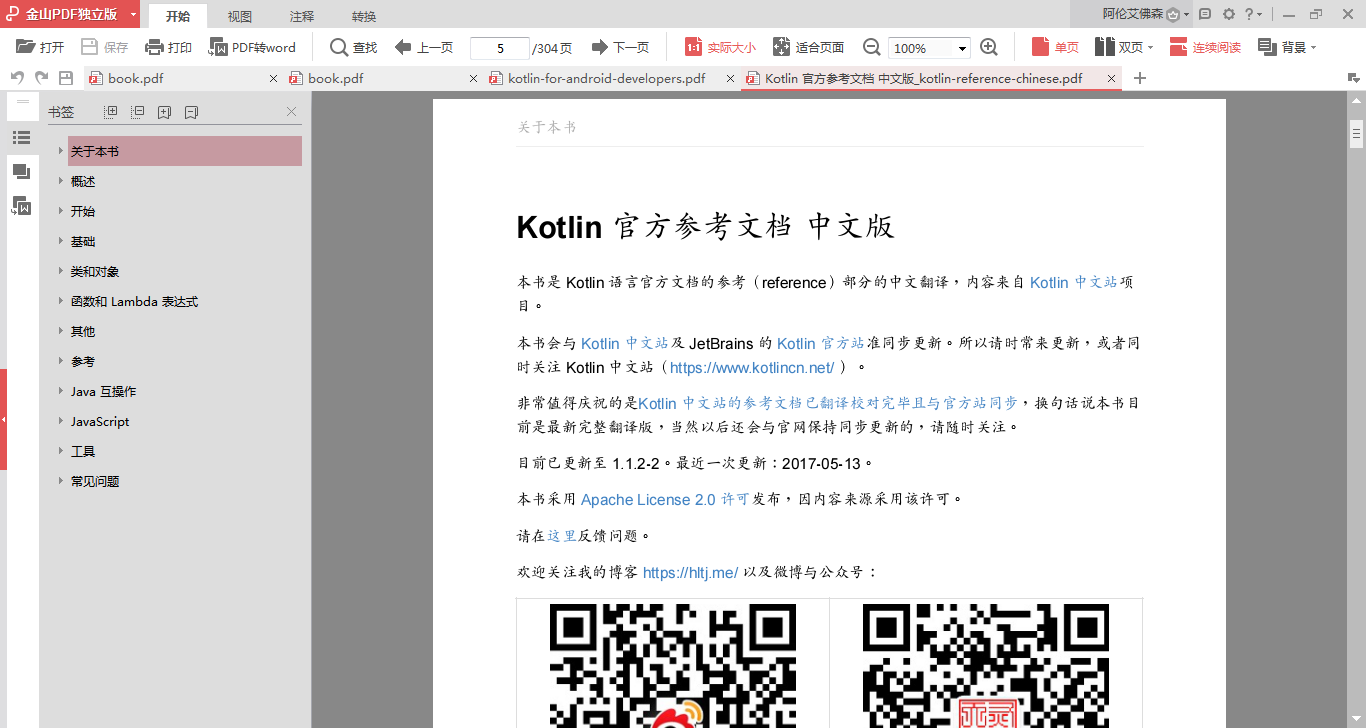 金山PDF独立版
开始
视图
注释
转换
阿伦艾佛森
打开
保存
打印
PDF转word
查找
上一页
5
/304页
下一页
1:1 实际大小
适合页面
100%
单页
双页
连续阅读
背景
book.pdf
book.pdf
kotlin-for-android-developers.pdf
Kotlin 官方参考文档 中文版_kotlin-reference-chinese.pdf
书签
关于本书
概述
开始
基础
类和对象
函数和 Lambda 表达式
其他
参考
Java 互操作
JavaScript
工具
常见问题
关于本书
Kotlin 官方参考文档 中文版
本书是 Kotlin 语言官方文档的参考（reference）部分的中文翻译，内容来自 Kotlin 中文站项
目。
本书会与 Kotlin 中文站及 JetBrains 的 Kotlin 官方站准同步更新。所以请时常来更新，或者同
时关注 Kotlin 中文站（https://www.kotlincn.net/ ）。
非常值得庆祝的是Kotlin 中文站的参考文档已翻译校对完毕且与官方站同步，换句话说本书目
前是最新完整翻译版，当然以后还会与官网保持同步更新的，请随时关注。
目前已更新至 1.1.2-2。最近一次更新：2017-05-13。
本书采用 Apache License 2.0 许可发布，因内容来源采用该许可。
请在这里反馈问题。
欢迎关注我的博客 https://hltj.me/ 以及微博与公众号：